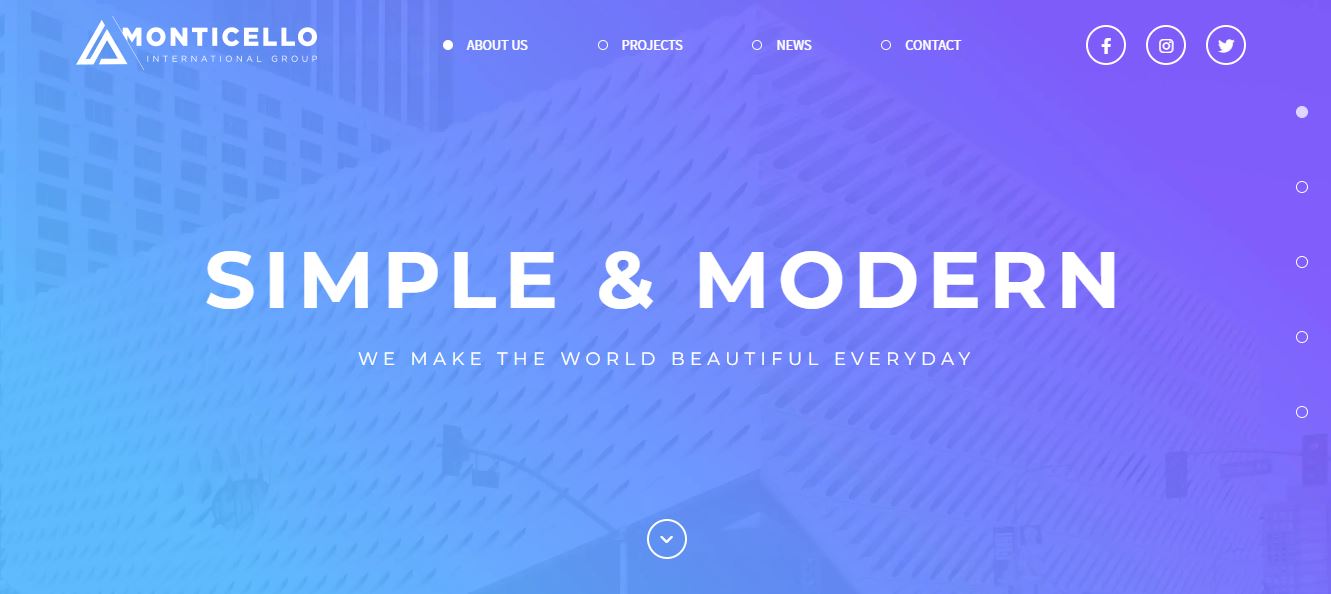 MONTICELLO
INTERNATIONAL GROUP
ABOUT US
PROJECTS
NEWS
CONTACT
SIMPLE & MODERN
WE MAKE THE WORLD BEAUTIFUL EVERYDAY